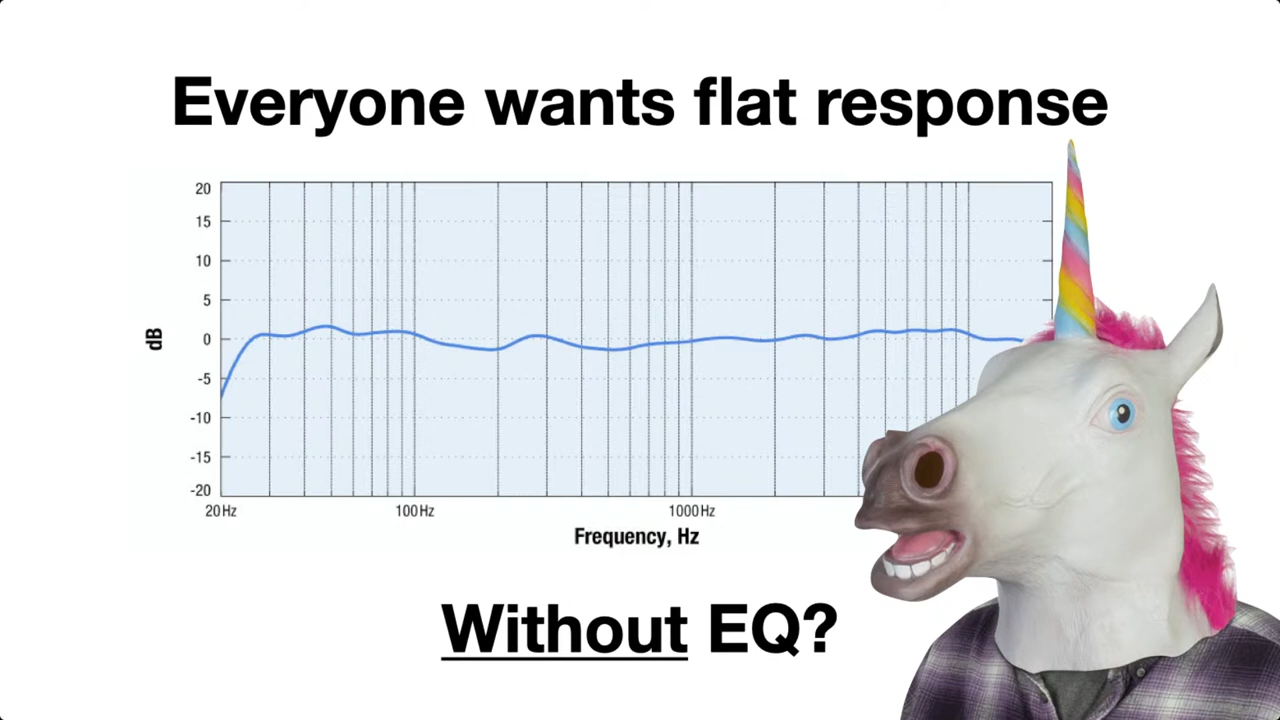 Everyone wants flat response
20
15
10
5
0
-5
-10
-15
-20
dB
20Hz
100Hz
1000Hz
Frequency, Hz
Without EQ?